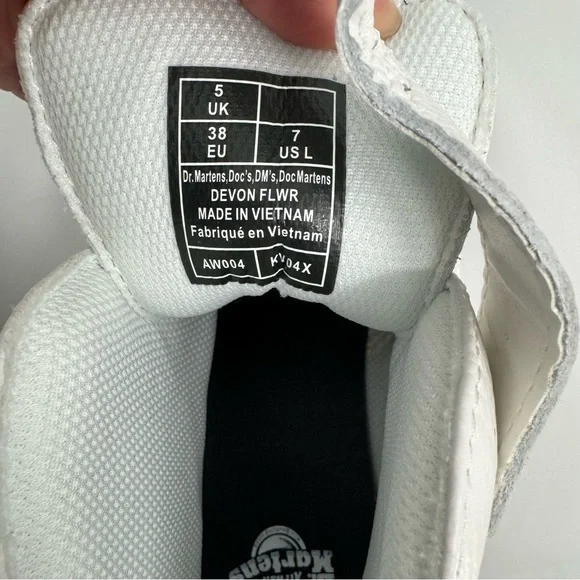 5
UK
38
EU
7
US L
Dr.Martens,Doc's,DM's,DocMartens
DEVON FLWR
MADE IN VIETNAM
Fabriqué en Vietnam
AW004
Martens